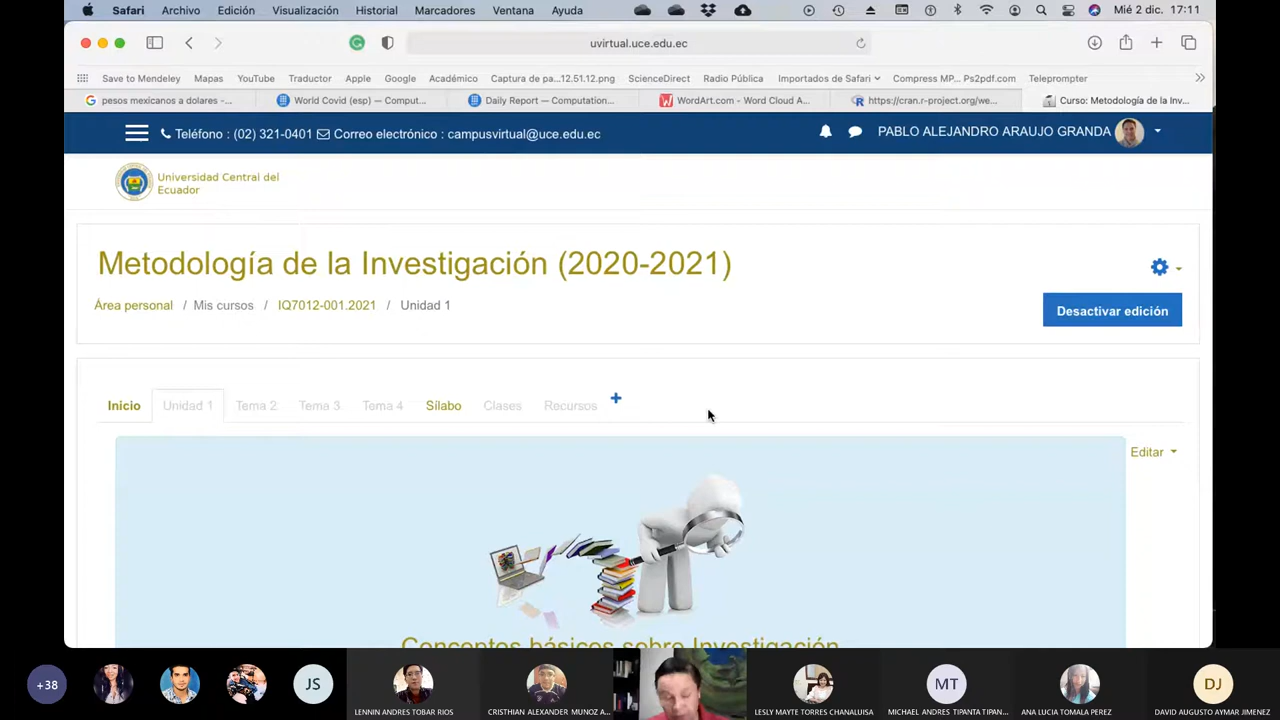 Safari Archivo Edición Visualización Historial Marcadores Ventana Ayuda Mié 2 dic. 17:11
uvirtual.uce.edu.ec
Save to Mendeley Mapas YouTube Traductor Apple Google Académico Captura de pa...12.51.12.png ScienceDirect Radio Pública Importados de Safari Compress MP... Ps2pdf.com Teleprompter
pesos mexicanos a dolares -... World Covid (esp) — Comput... Daily Report — Computation... WordArt.com - Word Cloud A... https://cran.r-project.org/we... Curso: Metodología de la Inv...
Teléfono : (02) 321-0401 Correo electrónico : campusvirtual@uce.edu.ec PABLO ALEJANDRO ARAUJO GRANDA
Universidad Central del
Ecuador
Metodología de la Investigación (2020-2021)
Área personal / Mis cursos / IQ7012-001.2021 / Unidad 1
Desactivar edición
Inicio Unidad 1 Tema 2 Tema 3 Tema 4 Sílabo Clases Recursos
Editar
Conceptos básicos sobre Investigación
+38 JS MT DJ
LENNIN ANDRES TOBAR RIOS CRISTHIAN ALEXANDER MUNOZ A... LESLY MAYTE TORRES CHANALUISA MICHAEL ANDRES TIPANTA TIPAN... ANA LUCIA TOMALA PEREZ DAVID AUGUSTO AYMAR JIMENEZ